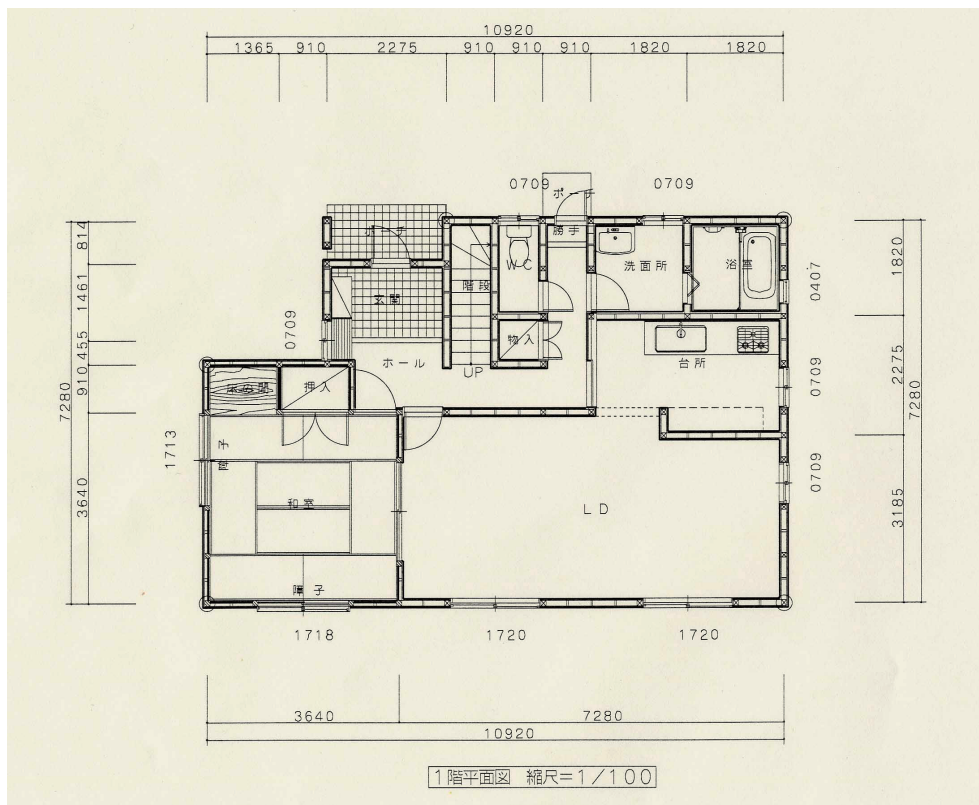 10920
1365 910 2275 910 910 910 1820 1820
0709 ポーチ 0709
814 1461 455 910 3640
7280
ポーチ 勝手
W・C 洗面所 浴室
1820 2275 3185
7280
玄関 階段
0407
0709 物入
ホール UP 台所
床の間 押入
0709
1713
障子
0709
和室 LD
障子
1718 1720 1720
3640 7280
10920
1階平面図 縮尺=1/100